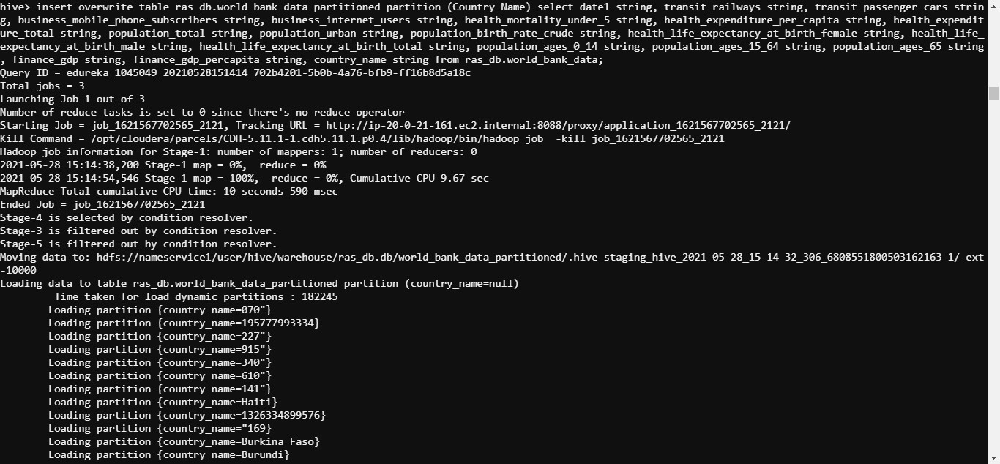 hive> insert overwrite table ras_db.world_bank_data_partitioned partition (Country_Name) select date1 string, transit_railways string, transit_passenger_cars strin
g, business_mobile_phone_subscribers string, business_internet_users string, health_mortality_under_5 string, health_expenditure_per_capita string, health_expendit
ure_total string, population_total string, population_urban string, population_birth_rate_crude string, health_life_expectancy_at_birth_female string, health_life_
expectancy_at_birth_male string, health_life_expectancy_at_birth_total string, population_ages_0_14 string, population_ages_15_64 string, population_ages_65 string
, finance_gdp string, finance_gdp_percapita string, country_name string from ras_db.world_bank_data;
Query ID = edureka_1045049_20210528151414_702b4201-5b0b-4a76-bfb9-ff16b8d5a18c
Total jobs = 3
Launching Job 1 out of 3
Number of reduce tasks is set to 0 since there's no reduce operator
Starting Job = job_1621567702565_2121, Tracking URL = http://ip-20-0-21-161.ec2.internal:8088/proxy/application_1621567702565_2121/
Kill Command = /opt/cloudera/parcels/CDH-5.11.1-1.cdh5.11.1.p0.4/lib/hadoop/bin/hadoop job  -kill job_1621567702565_2121
Hadoop job information for Stage-1: number of mappers: 1; number of reducers: 0
2021-05-28 15:14:38,200 Stage-1 map = 0%,  reduce = 0%
2021-05-28 15:14:54,546 Stage-1 map = 100%,  reduce = 0%, Cumulative CPU 9.67 sec
MapReduce Total cumulative CPU time: 10 seconds 590 msec
Ended Job = job_1621567702565_2121
Stage-4 is selected by condition resolver.
Stage-3 is filtered out by condition resolver.
Stage-5 is filtered out by condition resolver.
Moving data to: hdfs://nameservice1/user/hive/warehouse/ras_db.db/world_bank_data_partitioned/.hive-staging_hive_2021-05-28_15-14-32_306_6808551800503162163-1/-ext
-10000
Loading data to table ras_db.world_bank_data_partitioned partition (country_name=null)
         Time taken for load dynamic partitions : 182245
        Loading partition {country_name=070"}
        Loading partition {country_name=195777993334}
        Loading partition {country_name=227"}
        Loading partition {country_name=915"}
        Loading partition {country_name=340"}
        Loading partition {country_name=610"}
        Loading partition {country_name=141"}
        Loading partition {country_name=Haiti}
        Loading partition {country_name=1326334899576}
        Loading partition {country_name="169}
        Loading partition {country_name=Burkina Faso}
        Loading partition {country_name=Burundi}